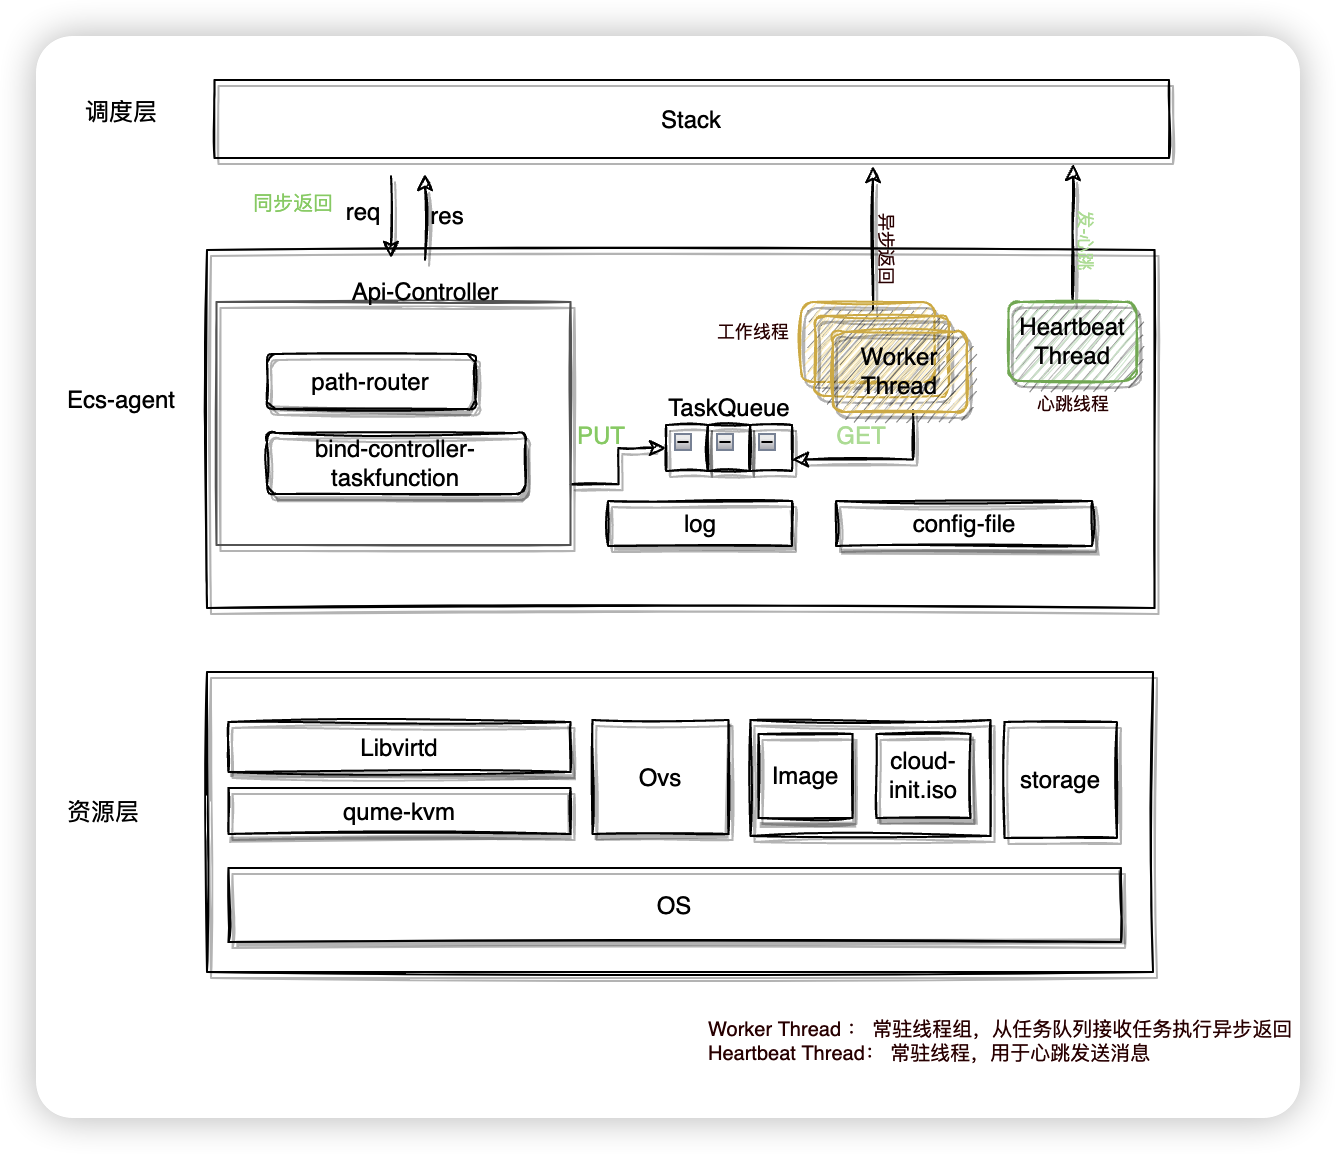 调度层
Stack
同步返回
req
res
异步返回
发心跳
Api-Controller
工作线程
Worker
Thread
Heartbeat
Thread
心跳线程
path-router
Ecs-agent
bind-controller-
taskfunction
PUT
TaskQueue
GET
log
config-file
资源层
Libvirtd
qume-kvm
Ovs
Image
cloud-
init.iso
storage
OS
Worker Thread： 常驻线程组，从任务队列接收任务执行异步返回
Heartbeat Thread： 常驻线程，用于心跳发送消息